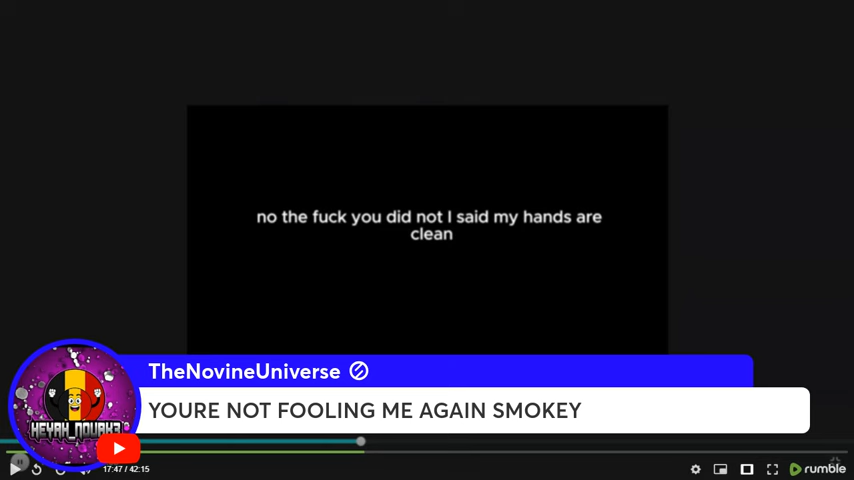 no the fuck you did not I said my hands are
clean
TheNovineUniverse
YOURE NOT FOOLING ME AGAIN SMOKEY
HEYAH_NOUAH3
17:47 / 42:15
rumble